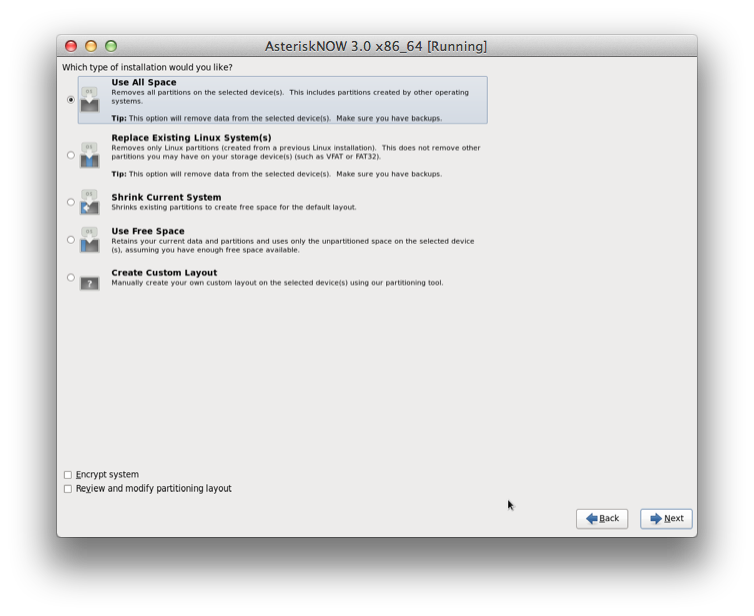 AsteriskNOW 3.0 x86_64 [Running]
Which type of installation would you like?
Use All Space
Removes all partitions on the selected device(s).  This includes partitions created by other operating
systems.
Tip: This option will remove data from the selected device(s).  Make sure you have backups.
Replace Existing Linux System(s)
Removes only Linux partitions (created from a previous Linux installation).  This does not remove other
partitions you may have on your storage device(s) (such as VFAT or FAT32).
Tip: This option will remove data from the selected device(s).  Make sure you have backups.
Shrink Current System
Shrinks existing partitions to create free space for the default layout.
Use Free Space
Retains your current data and partitions and uses only the unpartitioned space on the selected device
(s), assuming you have enough free space available.
?
Create Custom Layout
Manually create your own custom layout on the selected device(s) using our partitioning tool.
Encrypt system
Review and modify partitioning layout
Back
Next